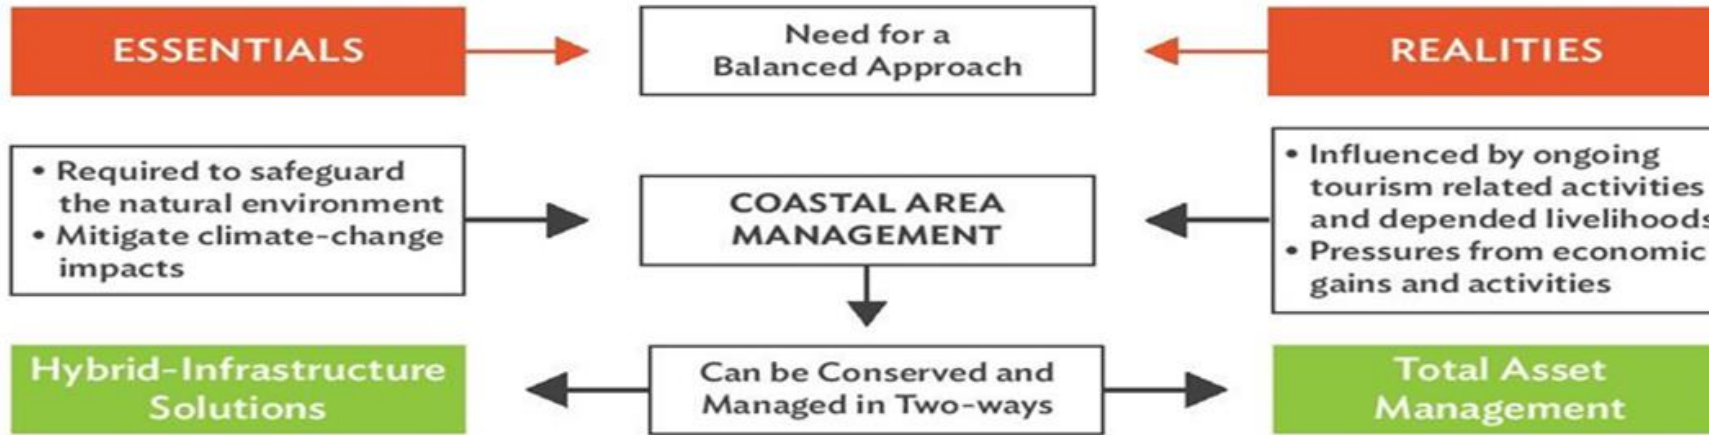 ESSENTIALS
Need for a
Balanced Approach
REALITIES
• Required to safeguard
the natural environment
• Mitigate climate-change
impacts
COASTAL AREA
MANAGEMENT
• Influenced by ongoing
tourism related activities
and depended livelihoods
• Pressures from economic
gains and activities
Hybrid-Infrastructure
Solutions
Can be Conserved and
Managed in Two-ways
Total Asset
Management